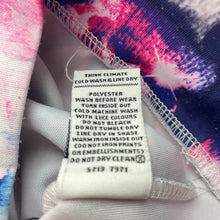 THINK CLIMATE
COLD WASH & LINE DRY
POLYESTER
WASH BEFORE WEAR
TURN INSIDE OUT
COLD MACHINE WASH
WITH LIKE COLOURS
DO NOT BLEACH
DO NOT TUMBLE DRY
LINE DRY IN SHADE
WARM IRON INSIDE OUT
DO NOT IRON PRINTS
OR EMBELLISHMENTS
DO NOT DRY CLEAN
5713 7971